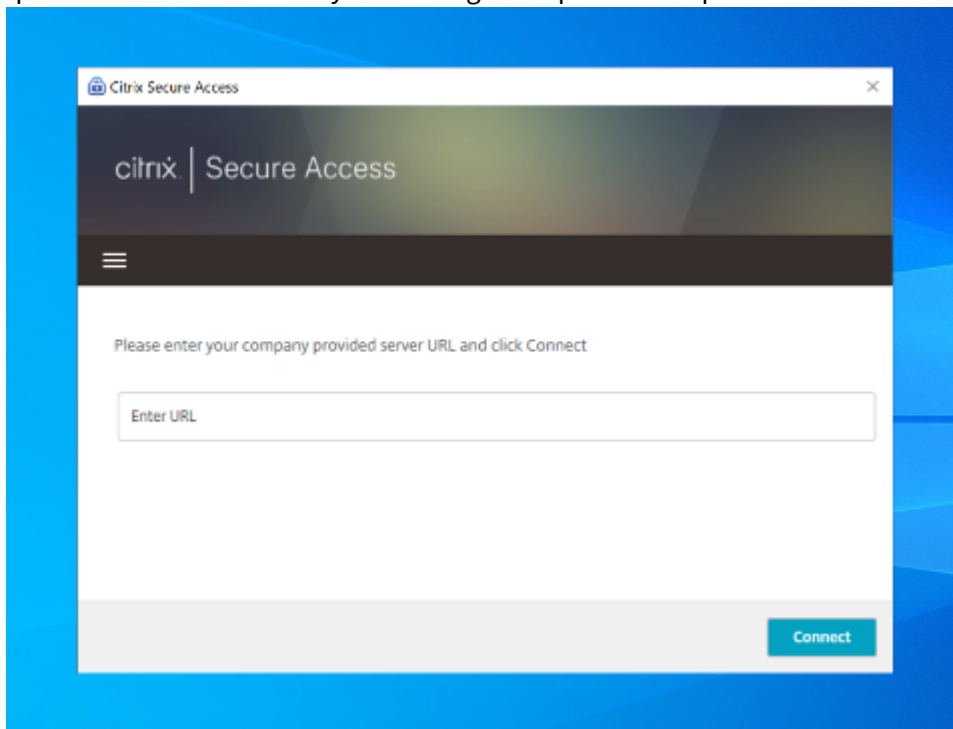 Citrix Secure Access
citrix. | Secure Access
Please enter your company provided server URL and click Connect
Enter URL
Connect